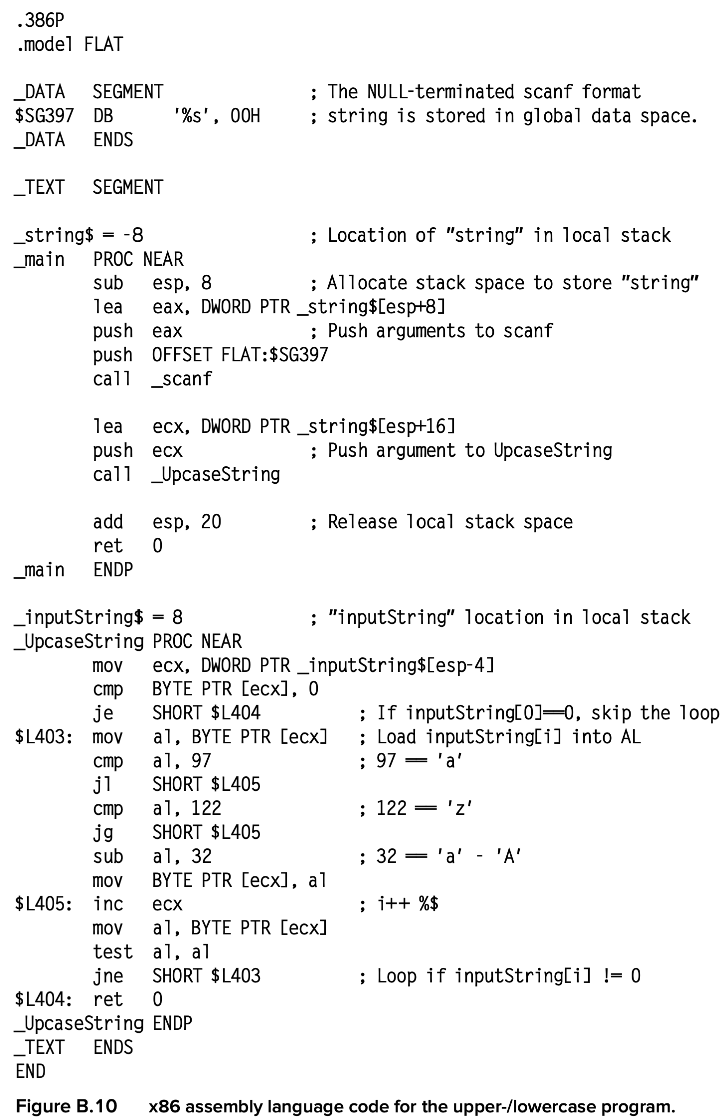 .386P
.model FLAT
_DATA SEGMENT ; The NULL-terminated scanf format
$SG397 DB '%s', 00H ; string is stored in global data space.
_DATA ENDS
_TEXT SEGMENT
_string$ = -8 ; Location of "string" in local stack
_main PROC NEAR
sub esp, 8 ; Allocate stack space to store "string"
lea eax, DWORD PTR _string$[esp+8]
push eax ; Push arguments to scanf
push OFFSET FLAT:$SG397
call _scanf
lea ecx, DWORD PTR _string$[esp+16]
push ecx ; Push argument to UpcaseString
call _UpcaseString
add esp, 20 ; Release local stack space
ret 0
_main ENDP
_inputString$ = 8 ; "inputString" location in local stack
_UpcaseString PROC NEAR
mov ecx, DWORD PTR _inputString$[esp-4]
cmp BYTE PTR [ecx], 0
je SHORT $L404 ; If inputString[0]==0, skip the loop
$L403: mov al, BYTE PTR [ecx] ; Load inputString[i] into AL
cmp al, 97 ; 97 == 'a'
jl SHORT $L405
cmp al, 122 ; 122 == 'z'
jg SHORT $L405
sub al, 32 ; 32 == 'a' - 'A'
mov BYTE PTR [ecx], al
$L405: inc ecx ; i++ %$
mov al, BYTE PTR [ecx]
test al, al
jne SHORT $L403 ; Loop if inputString[i] != 0
$L404: ret 0
_UpcaseString ENDP
_TEXT ENDS
END
Figure B.10 x86 assembly language code for the upper-/lowercase program.